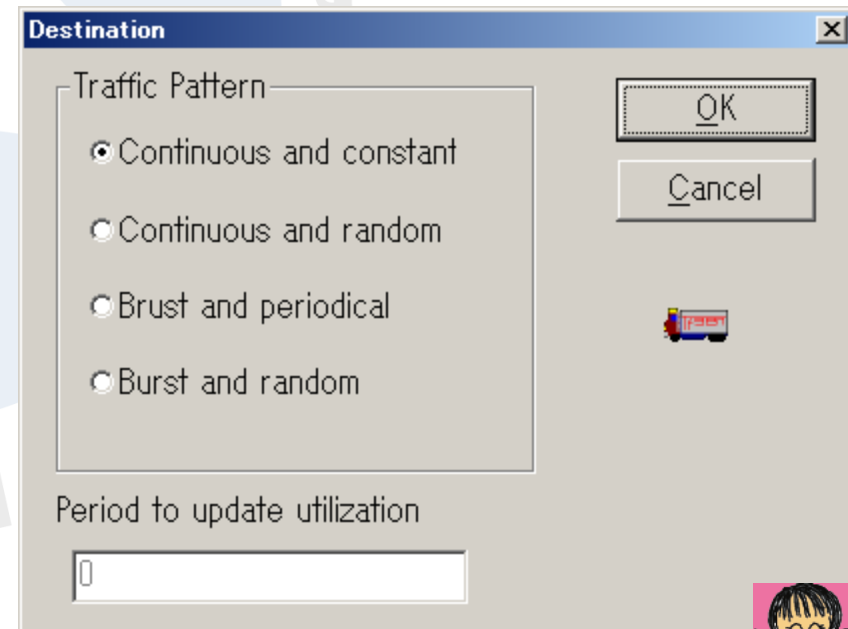 Destination
Traffic Pattern
Continuous and constant
Continuous and random
Brust and periodical
Burst and random
OK
Cancel
Period to update utilization
0